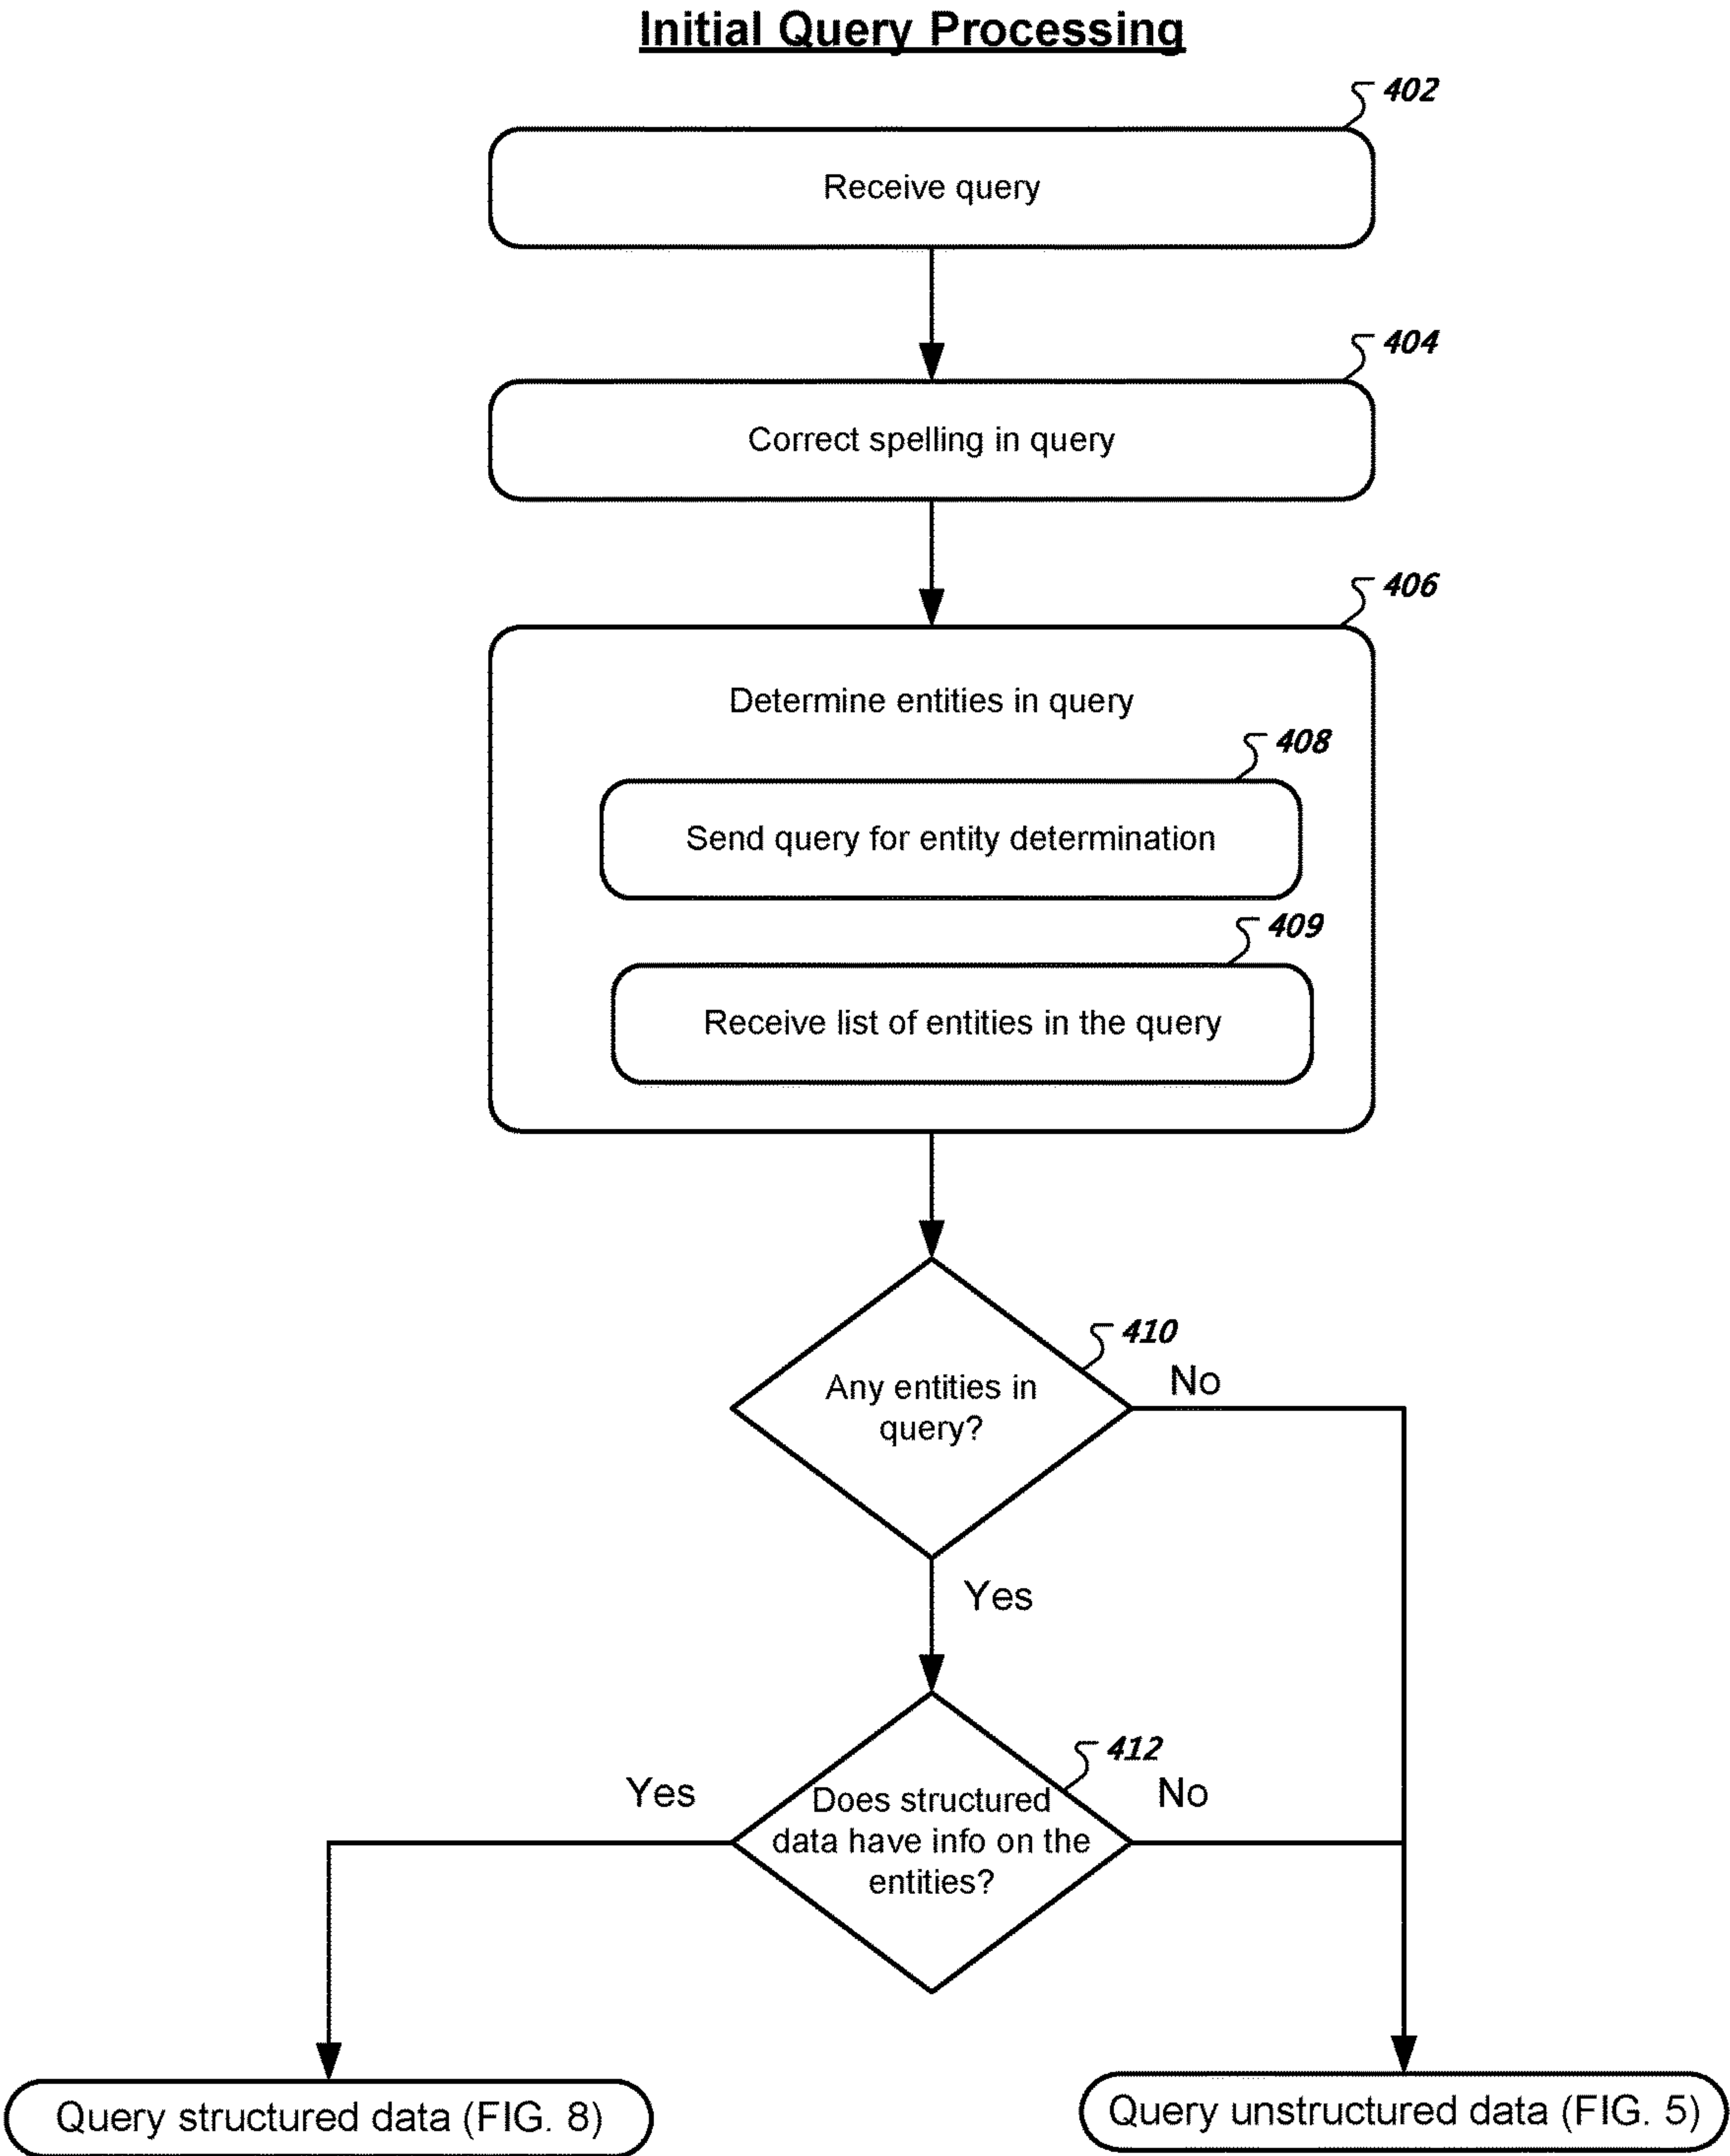 Initial Query Processing
402
Receive query
404
Correct spelling in query
406
Determine entities in query
408
Send query for entity determination
409
Receive list of entities in the query
410
Any entities in
query?
No
Yes
412
Yes
No
Does structured
data have info on the
entities?
Query structured data (FIG. 8)
Query unstructured data (FIG. 5)